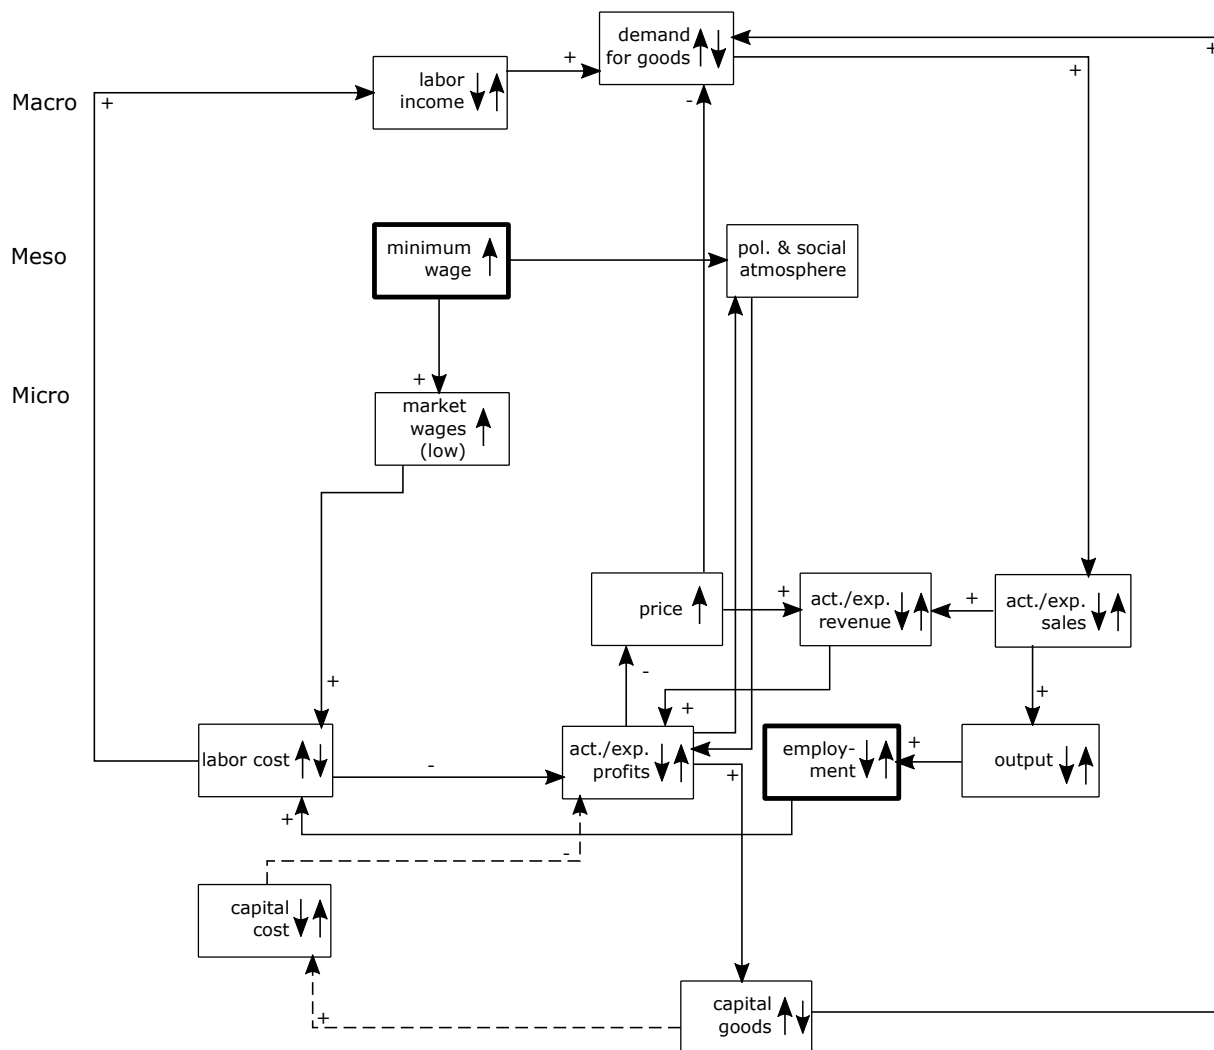 demand
for goods
+
+
+
labor
income
Macro
+
-
Meso
minimum
wage
pol. & social
atmosphere
Micro
+
market
wages
(low)
price
+
act./exp.
revenue
+
act./exp.
sales
-
+
+
+
labor cost
-
act./exp.
profits
+
employ-
ment
+
output
+
-
capital
cost
+
capital
goods